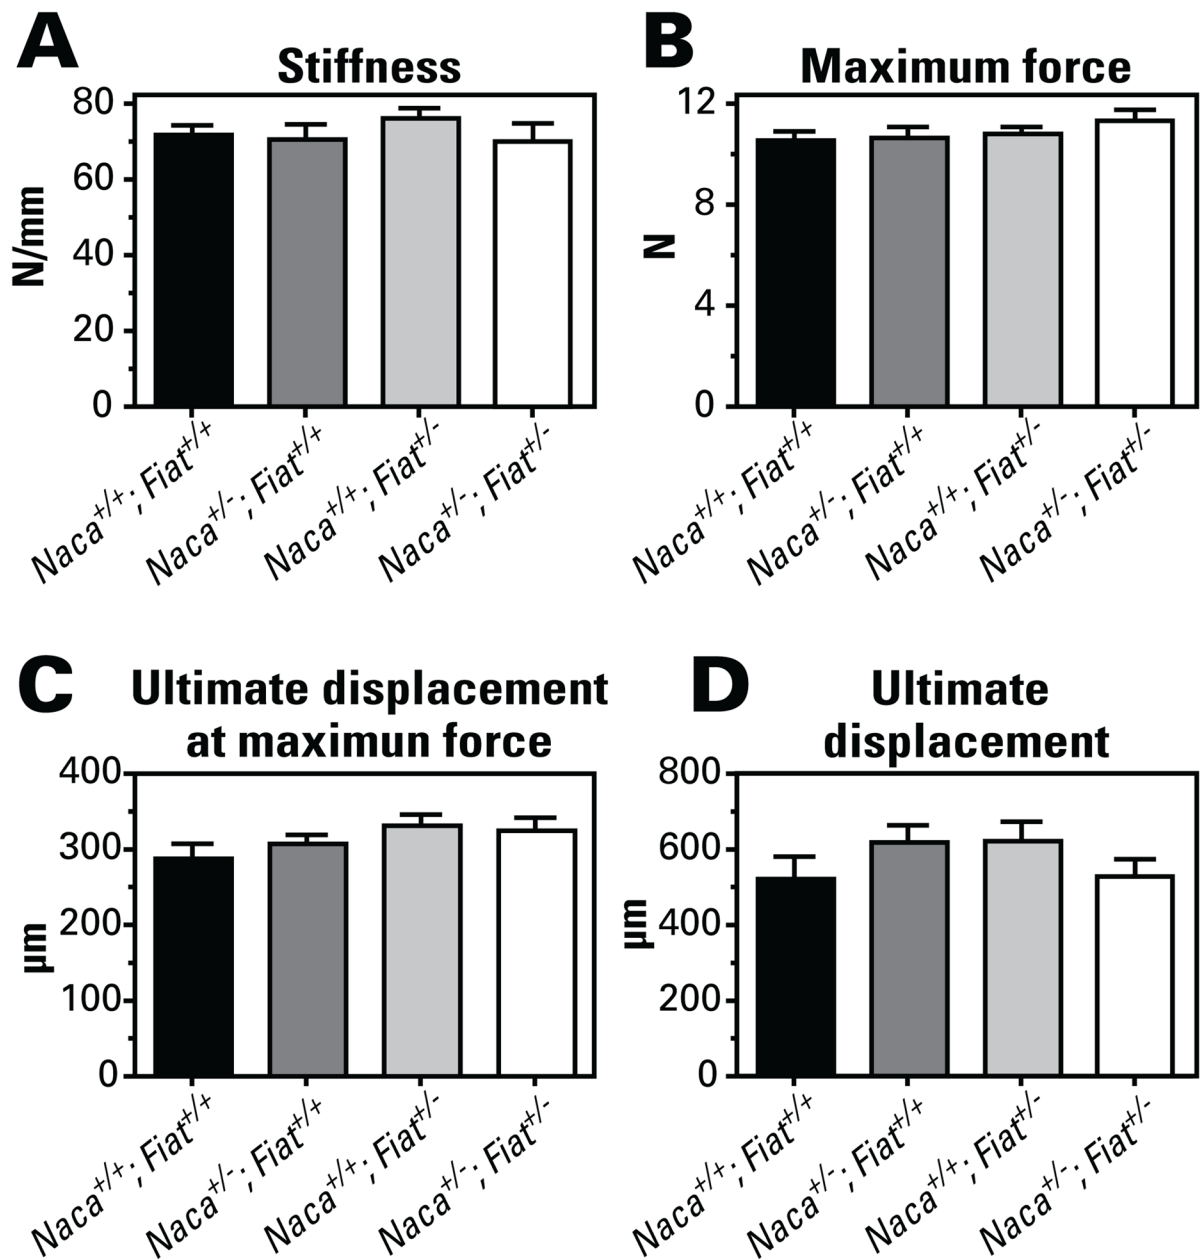 A
Stiffness
80
60
40
20
0
N/mm
Naca+/+; Fiat+/+
Naca+/-; Fiat+/+
Naca+/+; Fiat+/-
Naca+/-; Fiat+/-
B
Maximum force
12
8
4
0
N
Naca+/+; Fiat+/+
Naca+/-; Fiat+/+
Naca+/+; Fiat+/-
Naca+/-; Fiat+/-
C
Ultimate displacement
at maximun force
400
300
200
100
0
µm
Naca+/+; Fiat+/+
Naca+/-; Fiat+/+
Naca+/+; Fiat+/-
Naca+/-; Fiat+/-
D
Ultimate
displacement
800
600
400
200
0
µm
Naca+/+; Fiat+/+
Naca+/-; Fiat+/+
Naca+/+; Fiat+/-
Naca+/-; Fiat+/-